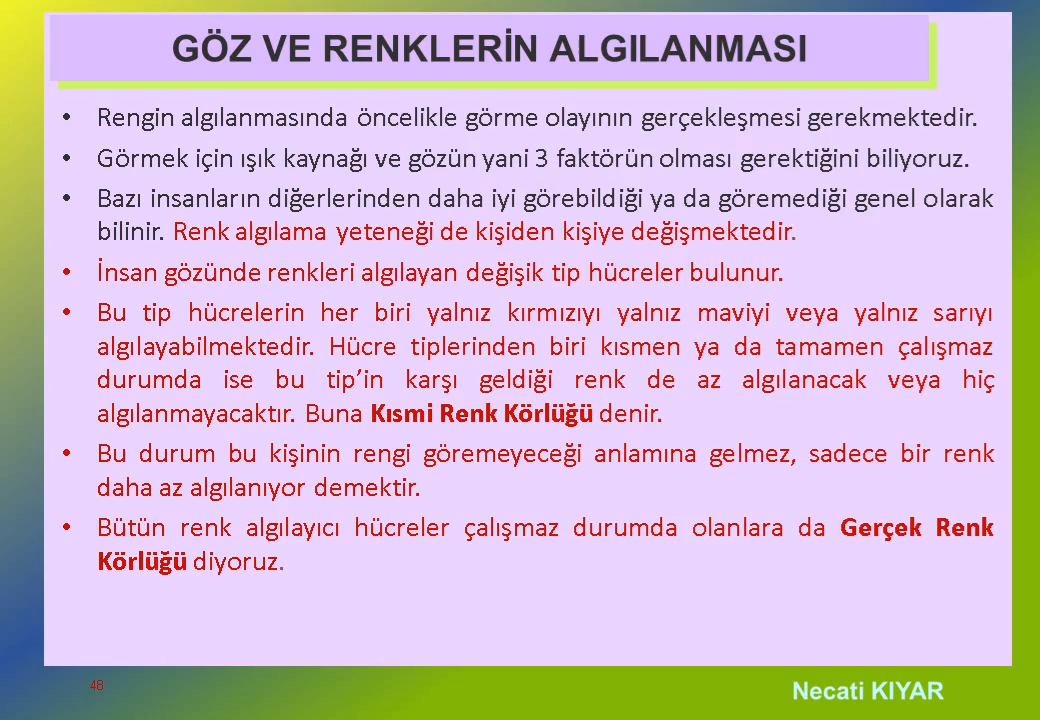 GÖZ VE RENKLERİN ALGILANMASI
• Rengin algılanmasında öncelikle görme olayının gerçekleşmesi gerekmektedir.
• Görmek için ışık kaynağı ve gözün yani 3 faktörün olması gerektiğini biliyoruz.
• Bazı insanların diğerlerinden daha iyi görebildiği ya da göremediği genel olarak
bilinir. Renk algılama yeteneği de kişiden kişiye değişmektedir.
• İnsan gözünde renkleri algılayan değişik tip hücreler bulunur.
• Bu tip hücrelerin her biri yalnız kırmızıyı yalnız maviyi veya yalnız sarıyı
algılayabilmektedir. Hücre tiplerinden biri kısmen ya da tamamen çalışmaz
durumda ise bu tip’in karşı geldiği renk de az algılanacak veya hiç
algılanmayacaktır. Buna Kısmi Renk Körlüğü denir.
• Bu durum bu kişinin rengi göremeyeceği anlamına gelmez, sadece bir renk
daha az algılanıyor demektir.
• Bütün renk algılayıcı hücreler çalışmaz durumda olanlara da Gerçek Renk
Körlüğü diyoruz.
48
Necati KIYAR